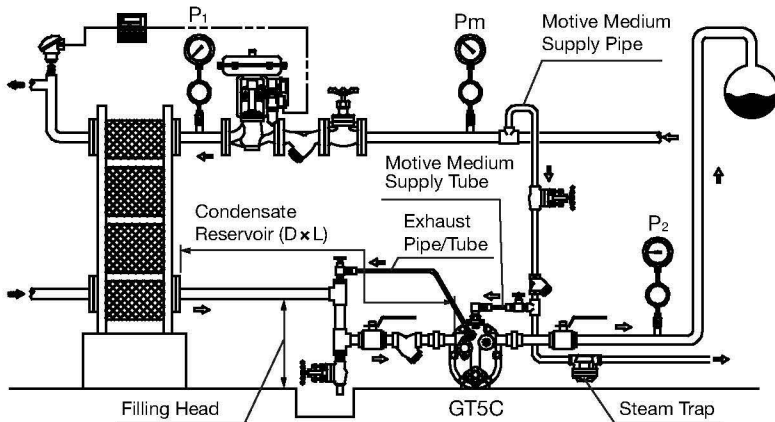 P₁
Pm
Motive Medium
Supply Pipe
Motive Medium
Supply Tube
Condensate
Reservoir (D×L)
Exhaust
Pipe/Tube
P₂
Filling Head
GT5C
Steam Trap